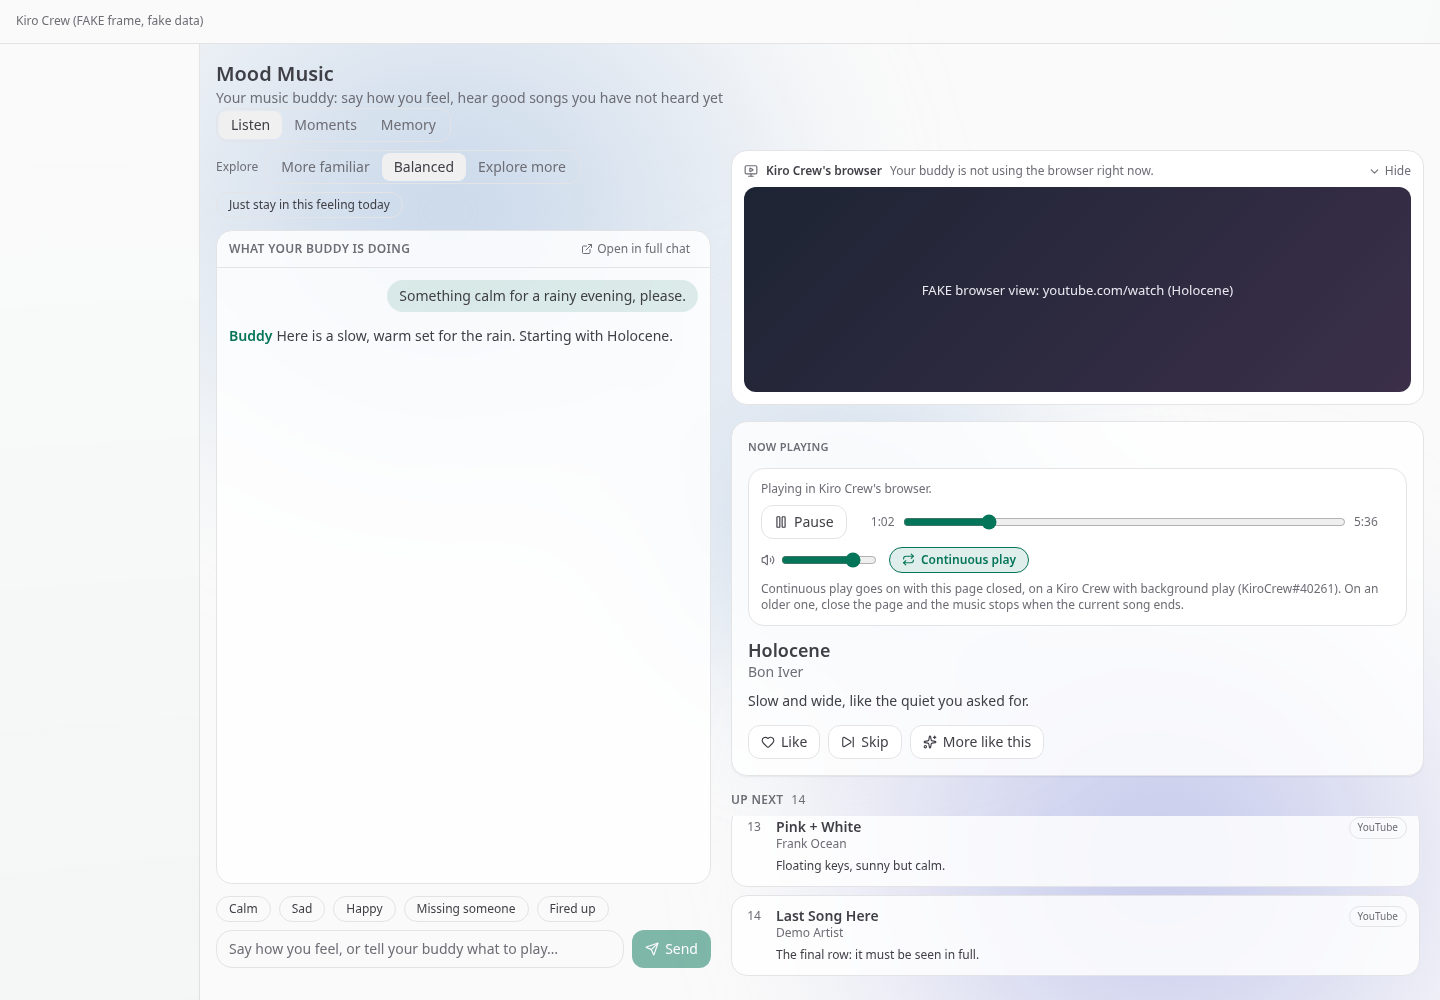 Kiro Crew (FAKE frame, fake data)
Mood Music
Your music buddy: say how you feel, hear good songs you have not heard yet
Listen Moments Memory
Explore More familiar Balanced Explore more
Just stay in this feeling today
WHAT YOUR BUDDY IS DOING Open in full chat
Something calm for a rainy evening, please.
Buddy Here is a slow, warm set for the rain. Starting with Holocene.
Calm Sad Happy Missing someone Fired up
Say how you feel, or tell your buddy what to play... Send
Kiro Crew's browser Your buddy is not using the browser right now. Hide
FAKE browser view: youtube.com/watch (Holocene)
NOW PLAYING
Playing in Kiro Crew's browser.
Pause 1:02 5:36
Continuous play
Continuous play goes on with this page closed, on a Kiro Crew with background play (KiroCrew#40261). On an
older one, close the page and the music stops when the current song ends.
Holocene
Bon Iver
Slow and wide, like the quiet you asked for.
Like Skip More like this
UP NEXT 14
13 Pink + White YouTube
Frank Ocean
Floating keys, sunny but calm.
14 Last Song Here YouTube
Demo Artist
The final row: it must be seen in full.